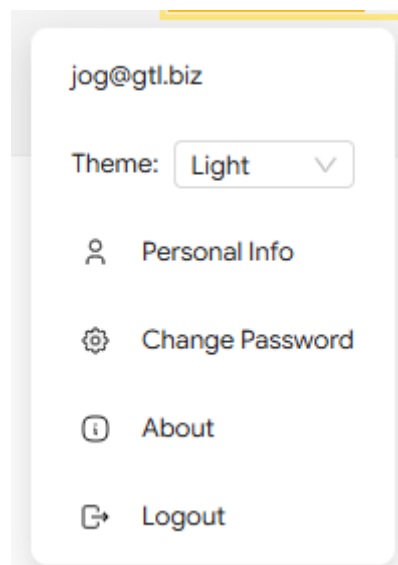 jog@gtl.biz
Theme: Light
Personal Info
Change Password
About
Logout